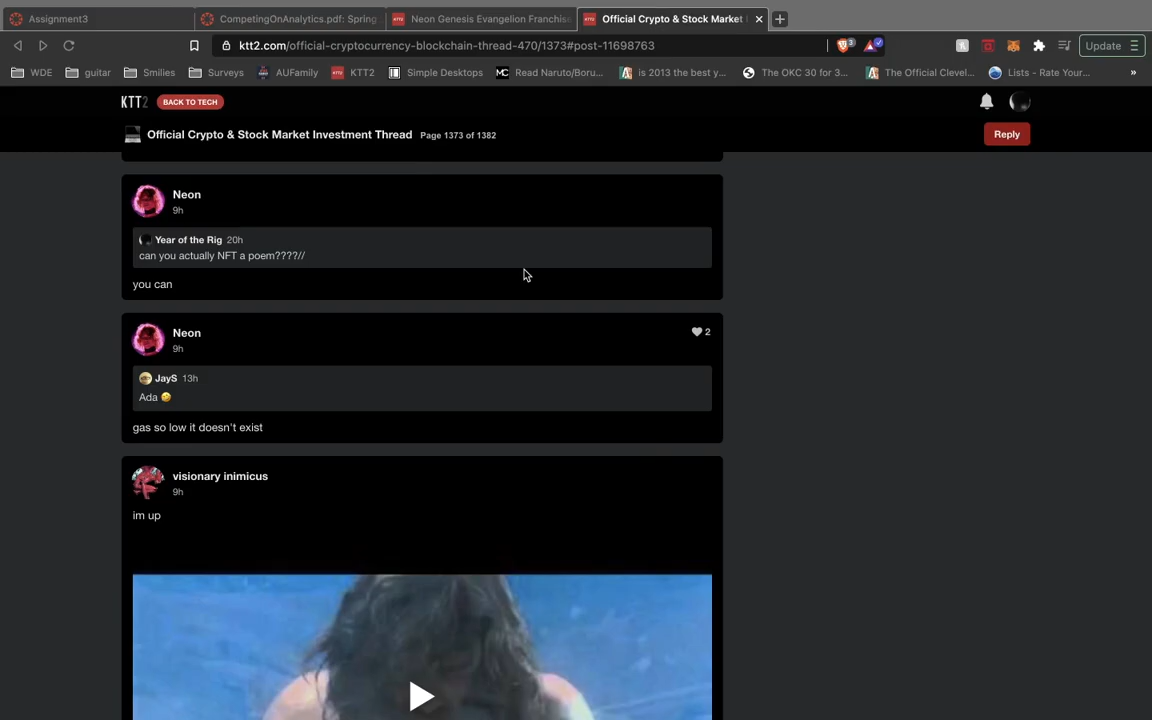 Assignment3
CompetingOnAnalytics.pdf: Spring
Neon Genesis Evangelion Franchise
Official Crypto & Stock Market
ktt2.com/official-cryptocurrency-blockchain-thread-470/1373#post-11698763
3
Update
WDE
guitar
Smilies
Surveys
AUFamily
KTT2
Simple Desktops
MC Read Naruto/Boru...
is 2013 the best y...
The OKC 30 for 3...
The Official Clevel...
Lists - Rate Your...
»
KTT2 BACK TO TECH
Official Crypto & Stock Market Investment Thread Page 1373 of 1382
Reply
Neon
9h
Year of the Rig 20h
can you actually NFT a poem????//
you can
Neon
2
9h
JayS 13h
Ada 🤣
gas so low it doesn't exist
visionary inimicus
9h
im up